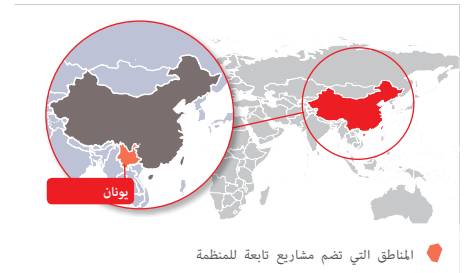 يونان
المناطق التي تضم مشاريع تابعة للمنظمة